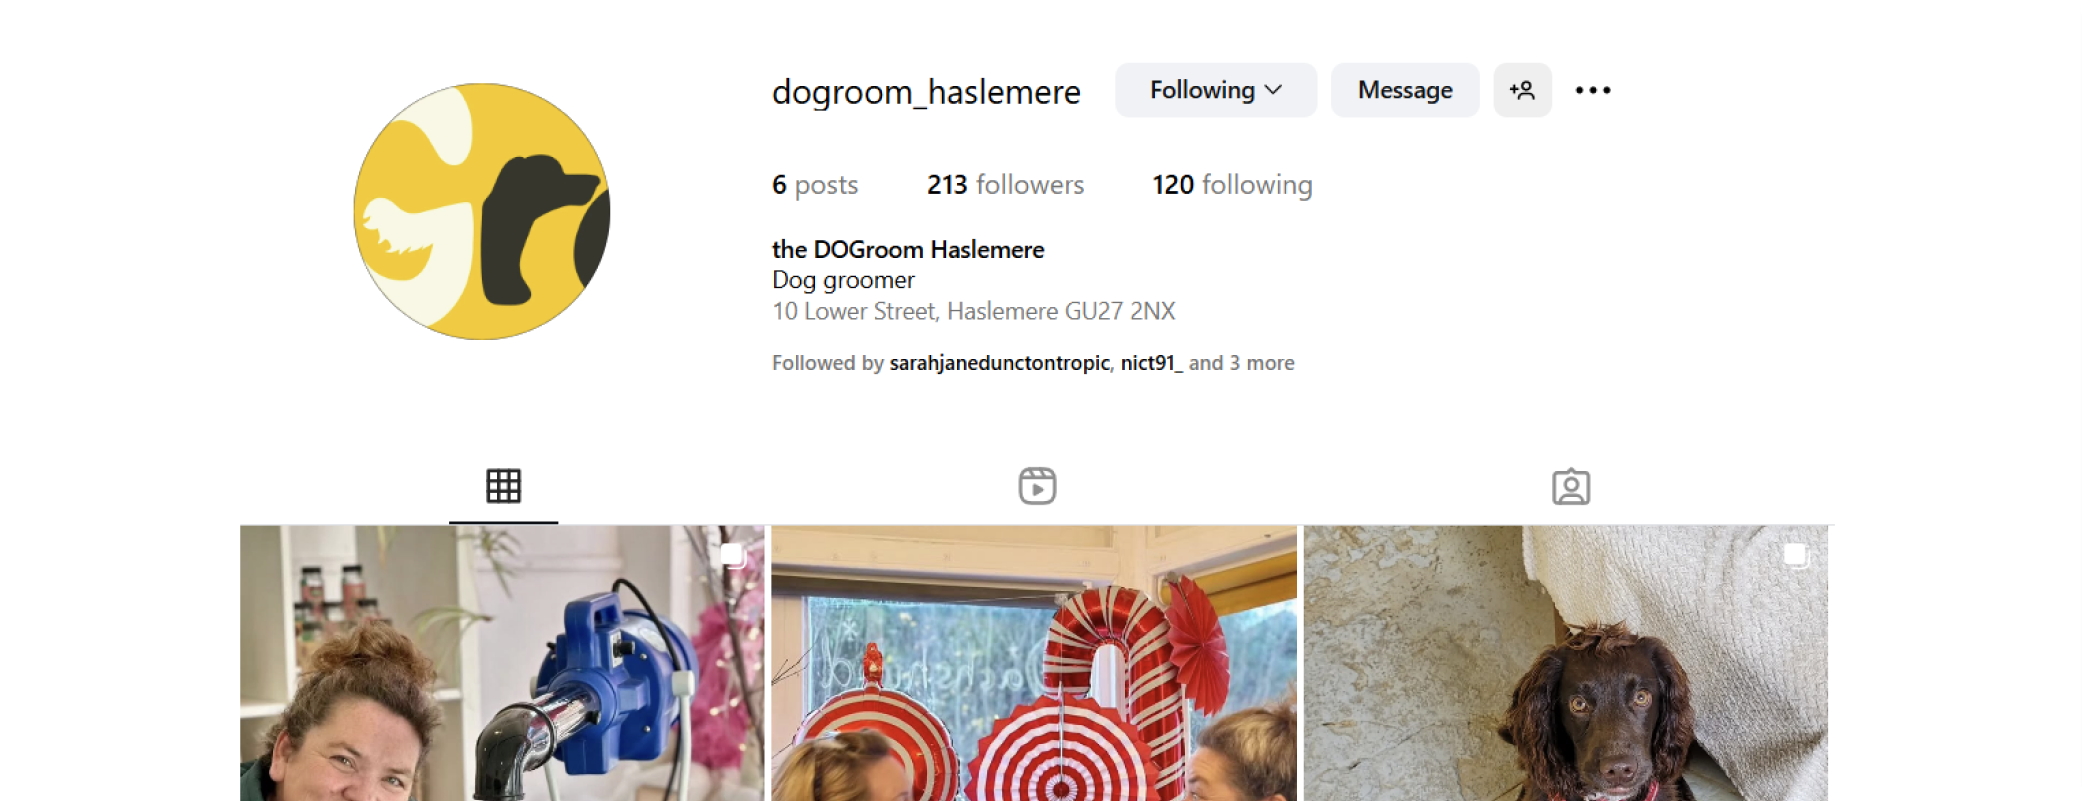 dogroom_haslemere Following Message
6 posts 213 followers 120 following
the DOGroom Haslemere
Dog groomer
10 Lower Street, Haslemere GU27 2NX
Followed by sarahjanedunctontropic, nict91_ and 3 more